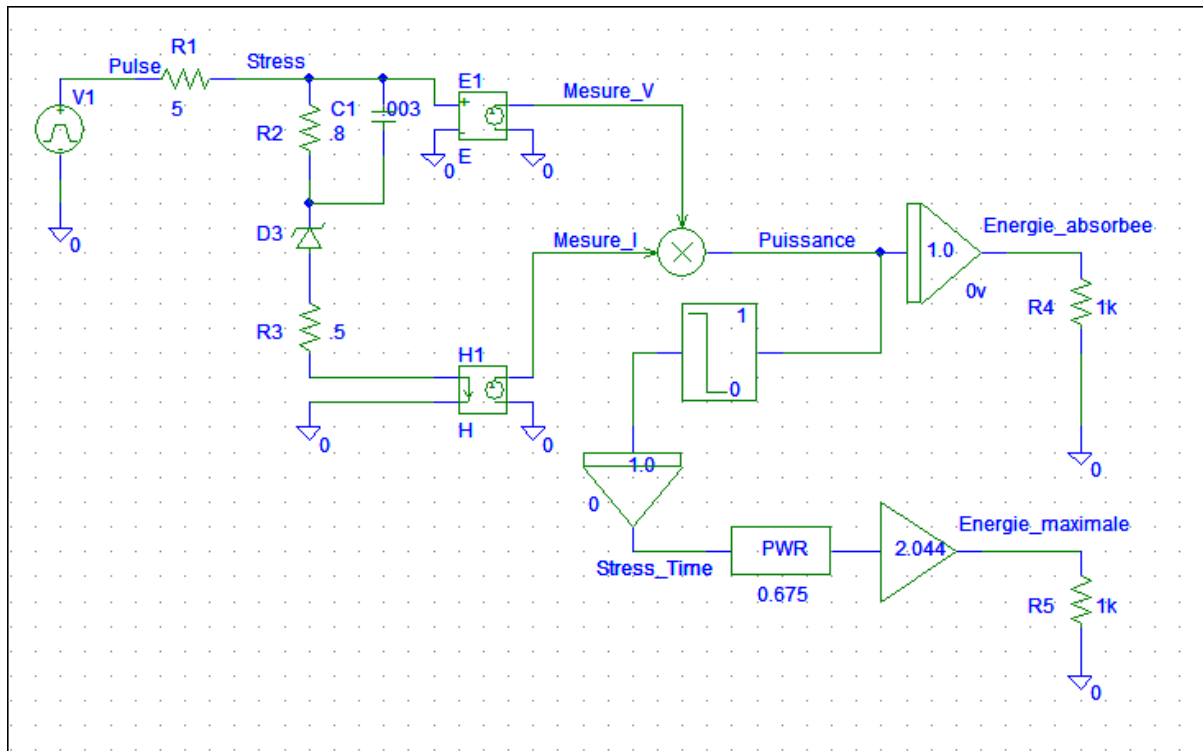 R1
Pulse
Stress
V1
5
R2
.8
C1
.003
E1
E
0
0
Mesure_V
0
D3
Mesure_I
Puissance
1.0
0v
Energie_absorbee
R4
1k
0
R3
.5
H1
H
0
0
1
0
1.0
0
Stress_Time
PWR
0.675
2.044
Energie_maximale
R5
1k
0